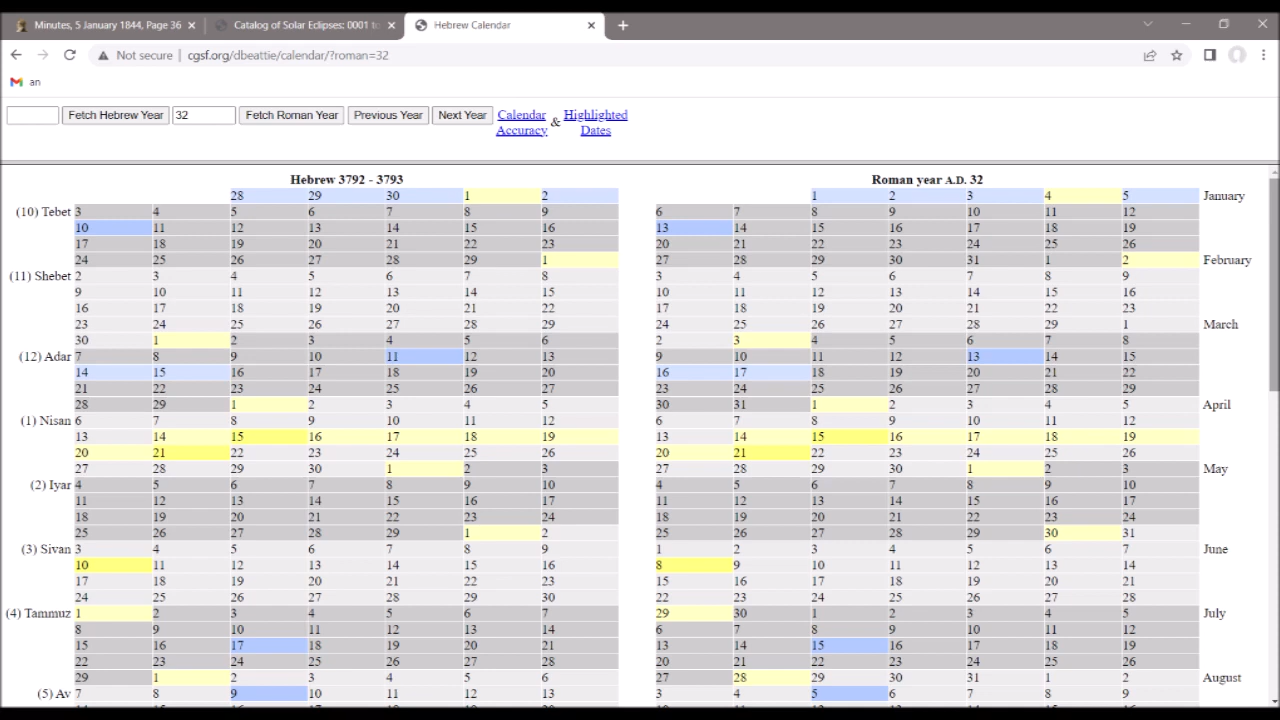 Minutes, 5 January 1844, Page 36
Catalog of Solar Eclipses: 0001 to
Hebrew Calendar
Not secure | cgsf.org/dbeattie/calendar/?roman=32
an
Fetch Hebrew Year 32 Fetch Roman Year Previous Year Next Year Calendar Accuracy & Highlighted Dates
Hebrew 3792 - 3793 Roman year A.D. 32
28 29 30 1 2 1 2 3 4 5 January
(10) Tebet 3 4 5 6 7 8 9 6 7 8 9 10 11 12
10 11 12 13 14 15 16 13 14 15 16 17 18 19
17 18 19 20 21 22 23 20 21 22 23 24 25 26
24 25 26 27 28 29 1 27 28 29 30 31 1 2 February
(11) Shebet 2 3 4 5 6 7 8 3 4 5 6 7 8 9
9 10 11 12 13 14 15 10 11 12 13 14 15 16
16 17 18 19 20 21 22 17 18 19 20 21 22 23
23 24 25 26 27 28 29 24 25 26 27 28 29 1 March
30 1 2 3 4 5 6 2 3 4 5 6 7 8
(12) Adar 7 8 9 10 11 12 13 9 10 11 12 13 14 15
14 15 16 17 18 19 20 16 17 18 19 20 21 22
21 22 23 24 25 26 27 23 24 25 26 27 28 29
28 29 1 2 3 4 5 30 31 1 2 3 4 5 April
(1) Nisan 6 7 8 9 10 11 12 6 7 8 9 10 11 12
13 14 15 16 17 18 19 13 14 15 16 17 18 19
20 21 22 23 24 25 26 20 21 22 23 24 25 26
27 28 29 30 1 2 3 27 28 29 30 1 2 3 May
(2) Iyar 4 5 6 7 8 9 10 4 5 6 7 8 9 10
11 12 13 14 15 16 17 11 12 13 14 15 16 17
18 19 20 21 22 23 24 18 19 20 21 22 23 24
25 26 27 28 29 1 2 25 26 27 28 29 30 31
(3) Sivan 3 4 5 6 7 8 9 1 2 3 4 5 6 7 June
10 11 12 13 14 15 16 8 9 10 11 12 13 14
17 18 19 20 21 22 23 15 16 17 18 19 20 21
24 25 26 27 28 29 30 22 23 24 25 26 27 28
(4) Tammuz 1 2 3 4 5 6 7 29 30 1 2 3 4 5 July
8 9 10 11 12 13 14 6 7 8 9 10 11 12
15 16 17 18 19 20 21 13 14 15 16 17 18 19
22 23 24 25 26 27 28 20 21 22 23 24 25 26
29 1 2 3 4 5 6 27 28 29 30 31 1 2 August
(5) Av 7 8 9 10 11 12 13 3 4 5 6 7 8 9